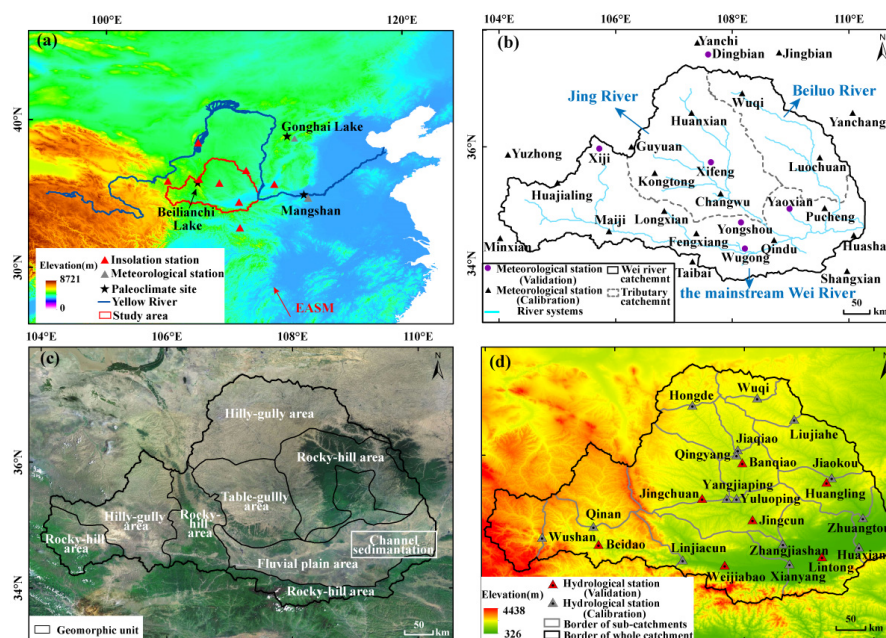 100°E
120°E
(a)
40°N
30°N
Gonghai Lake
Beilianchi
Lake
Mangshan
EASM
Elevation(m)
8721
0
Insolation station
Meteorological station
Paleoclimate site
Yellow River
Study area
104°E
106°E
108°E
110°E
(b)
N
36°N
34°N
Yanchi
Dingbian
Jingbian
Jing River
Beiluo River
Wuqi
Huanxian
Yanchang
Guyuan
Yuzhong
Xiji
Xifeng
Luochuan
Kongtong
Huajialing
Changwu
Yaoxian
Pucheng
Maiji
Longxian
Yongshou
Minxian
Fengxiang
Qindu
Huashan
Wugong
Taibai
Shangxian
the mainstream Wei River
Meteorological station
(Validation)
Meteorological station
(Calibration)
River systems
Wei river
catchemnt
Tributary
catchemnt
50
km
104°E
106°E
108°E
110°E
(c)
N
36°N
34°N
Hilly-gully area
Rocky-hill area
Table-gullly
area
Hilly-gully
area
Rocky-
hill
area
Rocky-hill
area
Channel
sedimantation
Fluvial plain area
Rocky-hill area
Geomorphic unit
50
km
(d)
N
Hongde
Wuqi
Liujiahe
Jiaqiao
Qingyang
Banqiao
Jiaokou
Yangjiaping
Huangling
Jingchuan
Yuluoping
Qinan
Jingcun
Wushan
Beidao
Linjiacun
Zhangjiashan
Huaxian
Lintong
Weijiabao
Xianyang
Elevation(m)
4438
326
Hydrological station
(Validation)
Hydrological station
(Calibration)
Border of sub-catchments
Border of whole catchment
50
km